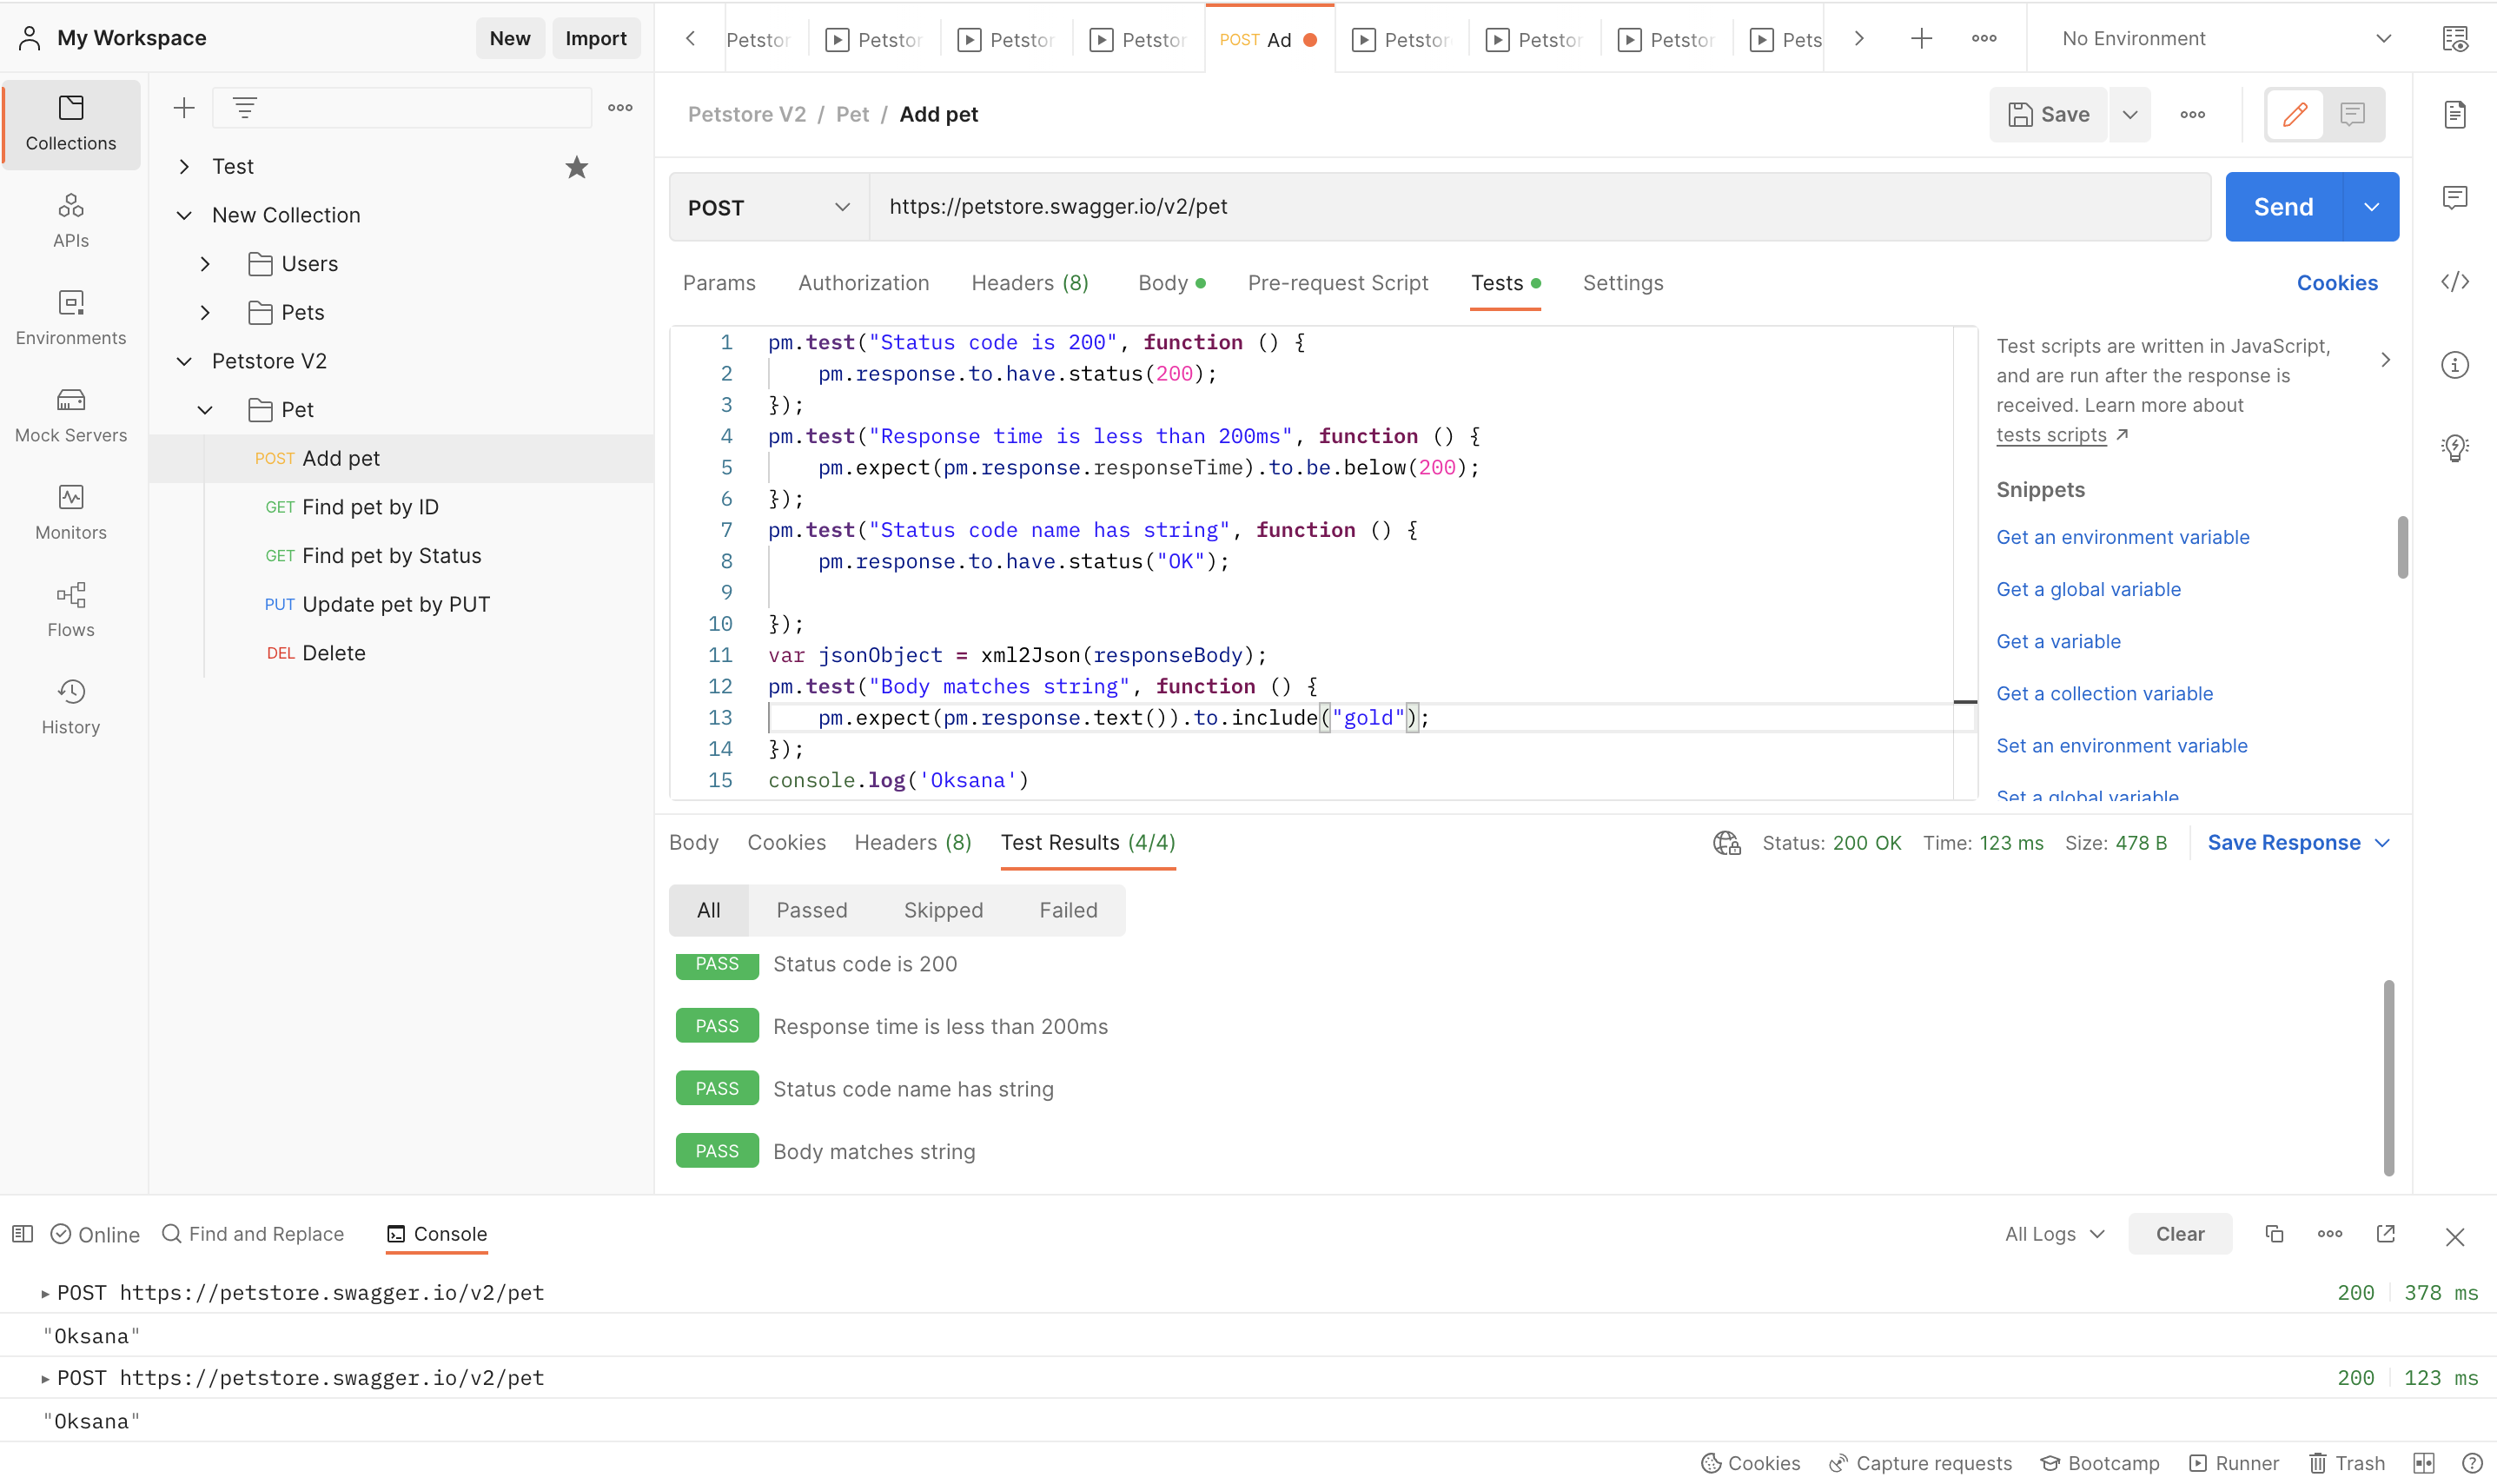 My Workspace
New
Import
Petstor
Petstor
Petstor
Petstor
POST Ad
Petstor
Petstor
Petstor
Pets
No Environment
Collections
APIs
Environments
Mock Servers
Monitors
Flows
History
Test
New Collection
Users
Pets
Petstore V2
Pet
POST Add pet
GET Find pet by ID
GET Find pet by Status
PUT Update pet by PUT
DEL Delete
Petstore V2 / Pet / Add pet
Save
POST
https://petstore.swagger.io/v2/pet
Send
Params Authorization Headers (8) Body Pre-request Script Tests Settings
Cookies
1 pm.test("Status code is 200", function () {
2 pm.response.to.have.status(200);
3 });
4 pm.test("Response time is less than 200ms", function () {
5 pm.expect(pm.response.responseTime).to.be.below(200);
6 });
7 pm.test("Status code name has string", function () {
8 pm.response.to.have.status("OK");
9
10 });
11 var jsonObject = xml2Json(responseBody);
12 pm.test("Body matches string", function () {
13 pm.expect(pm.response.text()).to.include("gold");
14 });
15 console.log('Oksana')
Test scripts are written in JavaScript,
and are run after the response is
received. Learn more about
tests scripts
Snippets
Get an environment variable
Get a global variable
Get a variable
Get a collection variable
Set an environment variable
Set a global variable
Body Cookies Headers (8) Test Results (4/4)
Status: 200 OK Time: 123 ms Size: 478 B
Save Response
All Passed Skipped Failed
PASS Status code is 200
PASS Response time is less than 200ms
PASS Status code name has string
PASS Body matches string
Online Find and Replace Console
All Logs
Clear
POST https://petstore.swagger.io/v2/pet 200 378 ms
"Oksana"
POST https://petstore.swagger.io/v2/pet 200 123 ms
"Oksana"
Cookies Capture requests Bootcamp Runner Trash